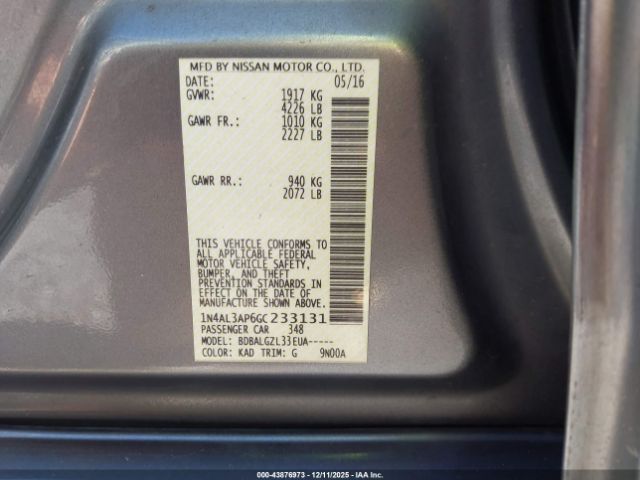 MFD BY NISSAN MOTOR CO., LTD.
DATE: 05/16
GVWR: 1917 KG
4226 LB
GAWR FR.: 1010 KG
2227 LB
GAWR RR.: 940 KG
2072 LB
THIS VEHICLE CONFORMS TO
ALL APPLICABLE FEDERAL
MOTOR VEHICLE SAFETY,
BUMPER, AND THEFT
PREVENTION STANDARDS IN
EFFECT ON THE DATE OF
MANUFACTURE SHOWN ABOVE.
1N4AL3AP6GC233131
PASSENGER CAR 348
MODEL: BDBALGZL33EUA-----
COLOR: KAD TRIM: G 9N00A
000-43876973 - 12/11/2025 - IAA Inc.